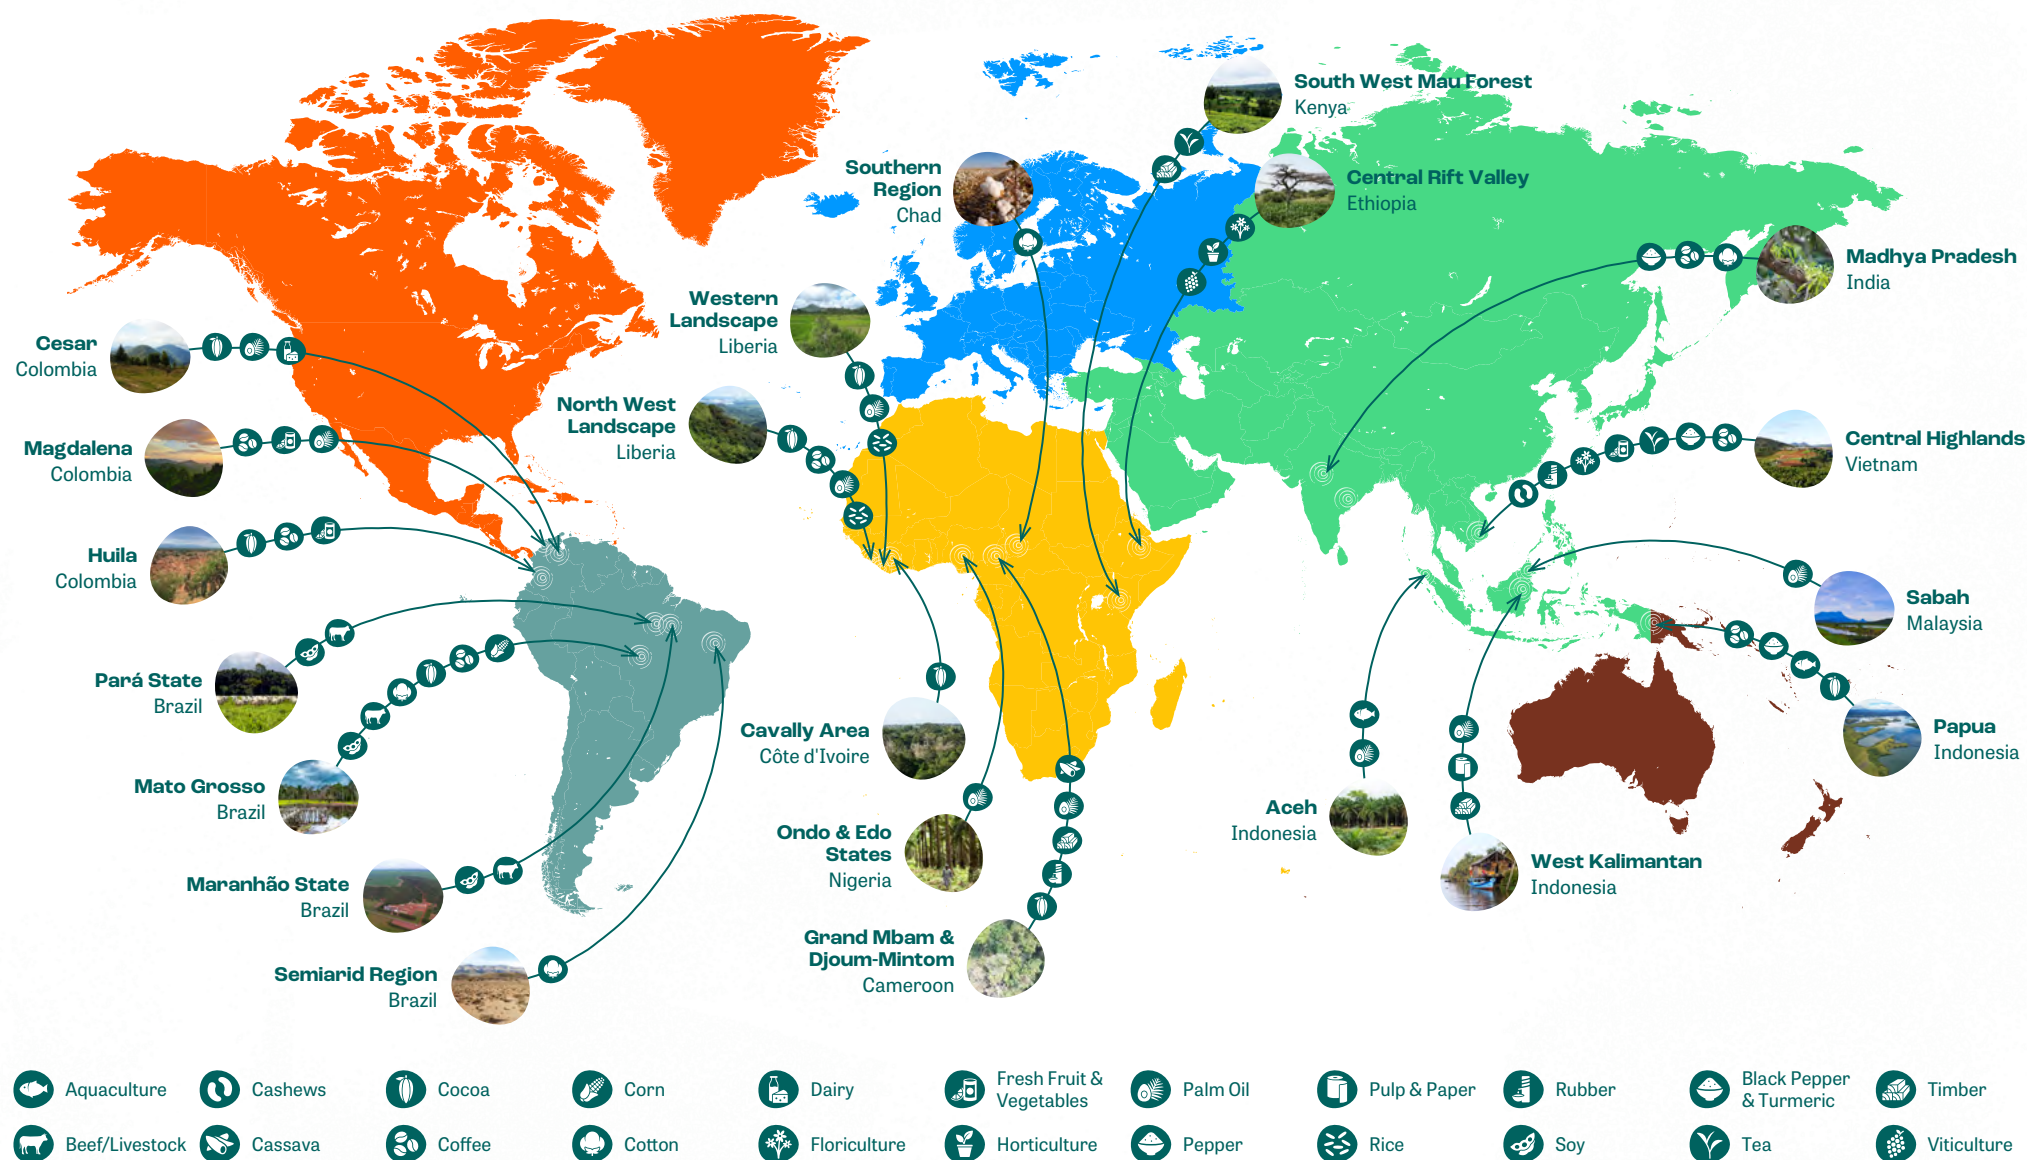 South West Mau Forest
Kenya
Southern
Region
Chad
Central Rift Valley
Ethiopia
Madhya Pradesh
India
Western
Landscape
Liberia
Cesar
Colombia
North West
Landscape
Liberia
Magdalena
Colombia
Central Highlands
Vietnam
Huila
Colombia
Sabah
Malaysia
Pará State
Brazil
Cavally Area
Côte d'Ivoire
Papua
Indonesia
Mato Grosso
Brazil
Ondo & Edo
States
Nigeria
Aceh
Indonesia
West Kalimantan
Indonesia
Maranhão State
Brazil
Grand Mbam &
Djoum-Mintom
Cameroon
Semiarid Region
Brazil
Aquaculture
Cashews
Cocoa
Corn
Dairy
Fresh Fruit &
Vegetables
Palm Oil
Pulp & Paper
Rubber
Black Pepper
& Turmeric
Timber
Beef/Livestock
Cassava
Coffee
Cotton
Floriculture
Horticulture
Pepper
Rice
Soy
Tea
Viticulture